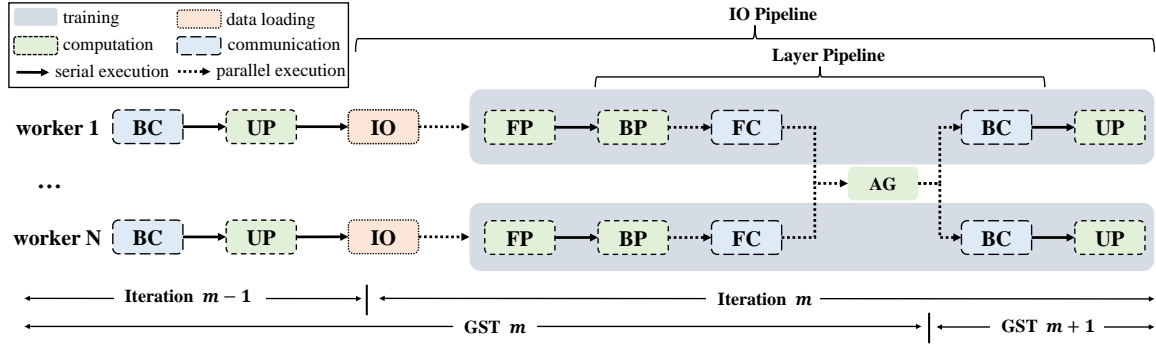 training
data loading
computation
communication
serial execution
parallel execution
IO Pipeline
Layer Pipeline
worker 1
BC
UP
IO
FP
BP
FC
BC
UP
...
AG
worker N
BC
UP
IO
FP
BP
FC
BC
UP
Iteration m − 1
Iteration m
GST m
GST m + 1